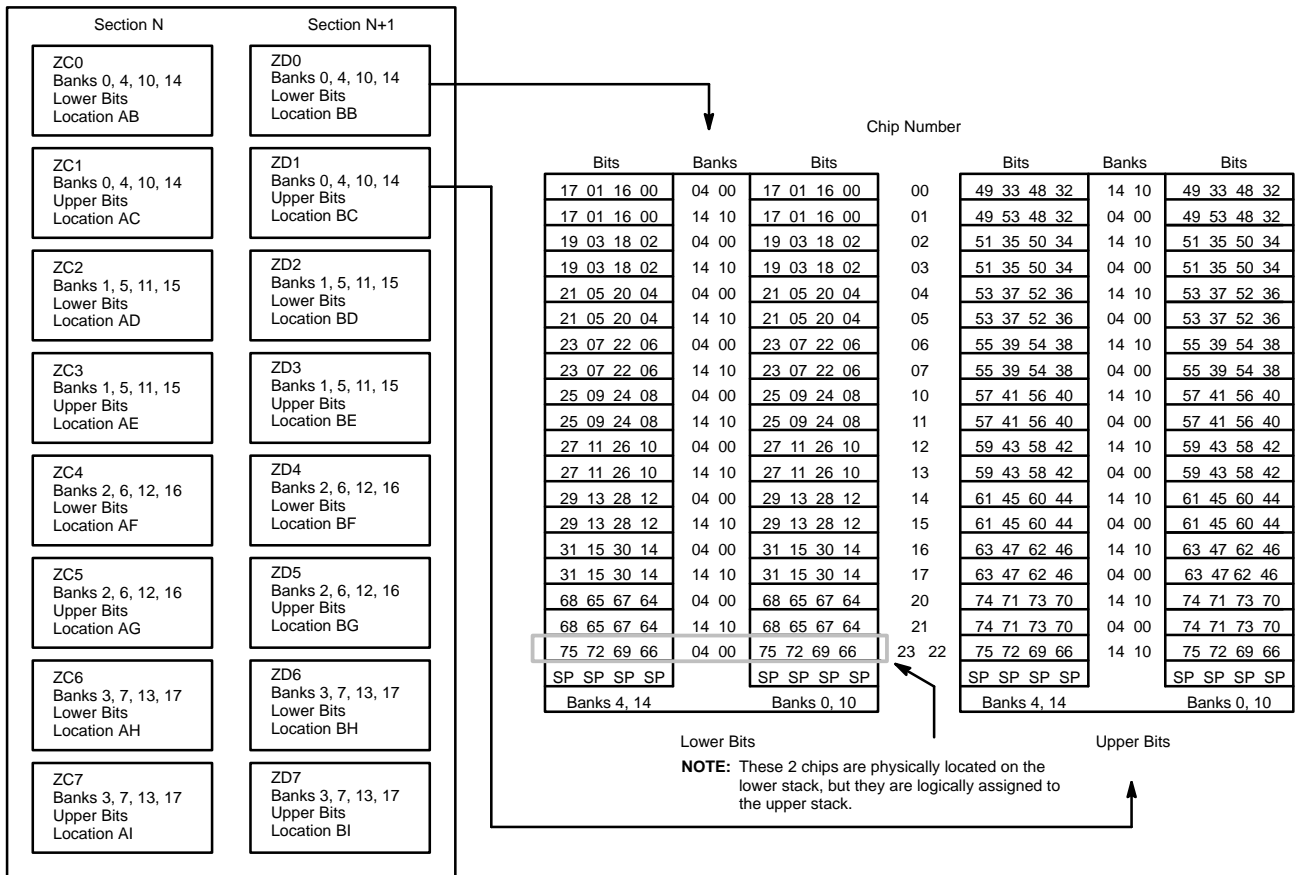 Section N Section N+1
ZC0
Banks 0, 4, 10, 14
Lower Bits
Location AB
ZD0
Banks 0, 4, 10, 14
Lower Bits
Location BB
ZC1
Banks 0, 4, 10, 14
Upper Bits
Location AC
ZD1
Banks 0, 4, 10, 14
Upper Bits
Location BC
ZC2
Banks 1, 5, 11, 15
Lower Bits
Location AD
ZD2
Banks 1, 5, 11, 15
Lower Bits
Location BD
ZC3
Banks 1, 5, 11, 15
Upper Bits
Location AE
ZD3
Banks 1, 5, 11, 15
Upper Bits
Location BE
ZC4
Banks 2, 6, 12, 16
Lower Bits
Location AF
ZD4
Banks 2, 6, 12, 16
Lower Bits
Location BF
ZC5
Banks 2, 6, 12, 16
Upper Bits
Location AG
ZD5
Banks 2, 6, 12, 16
Upper Bits
Location BG
ZC6
Banks 3, 7, 13, 17
Lower Bits
Location AH
ZD6
Banks 3, 7, 13, 17
Lower Bits
Location BH
ZC7
Banks 3, 7, 13, 17
Upper Bits
Location AI
ZD7
Banks 3, 7, 13, 17
Upper Bits
Location BI
Chip Number
Bits Banks Bits Bits Banks Bits
17 01 16 00 04 00 17 01 16 00 00 49 33 48 32 14 10 49 33 48 32
17 01 16 00 14 10 17 01 16 00 01 49 53 48 32 04 00 49 53 48 32
19 03 18 02 04 00 19 03 18 02 02 51 35 50 34 14 10 51 35 50 34
19 03 18 02 14 10 19 03 18 02 03 51 35 50 34 04 00 51 35 50 34
21 05 20 04 04 00 21 05 20 04 04 53 37 52 36 14 10 53 37 52 36
21 05 20 04 14 10 21 05 20 04 05 53 37 52 36 04 00 53 37 52 36
23 07 22 06 04 00 23 07 22 06 06 55 39 54 38 14 10 55 39 54 38
23 07 22 06 14 10 23 07 22 06 07 55 39 54 38 04 00 55 39 54 38
25 09 24 08 04 00 25 09 24 08 10 57 41 56 40 14 10 57 41 56 40
25 09 24 08 14 10 25 09 24 08 11 57 41 56 40 04 00 57 41 56 40
27 11 26 10 04 00 27 11 26 10 12 59 43 58 42 14 10 59 43 58 42
27 11 26 10 14 10 27 11 26 10 13 59 43 58 42 04 00 59 43 58 42
29 13 28 12 04 00 29 13 28 12 14 61 45 60 44 14 10 61 45 60 44
29 13 28 12 14 10 29 13 28 12 15 61 45 60 44 04 00 61 45 60 44
31 15 30 14 04 00 31 15 30 14 16 63 47 62 46 14 10 63 47 62 46
31 15 30 14 14 10 31 15 30 14 17 63 47 62 46 04 00 63 47 62 46
68 65 67 64 04 00 68 65 67 64 20 74 71 73 70 14 10 74 71 73 70
68 65 67 64 14 10 68 65 67 64 21 74 71 73 70 04 00 74 71 73 70
75 72 69 66 04 00 75 72 69 66 23 22 75 72 69 66 14 10 75 72 69 66
SP SP SP SP SP SP SP SP SP SP SP SP SP SP SP SP
Banks 4, 14 Banks 0, 10 Banks 4, 14 Banks 0, 10
Lower Bits Upper Bits
NOTE: These 2 chips are physically located on the
lower stack, but they are logically assigned to
the upper stack.